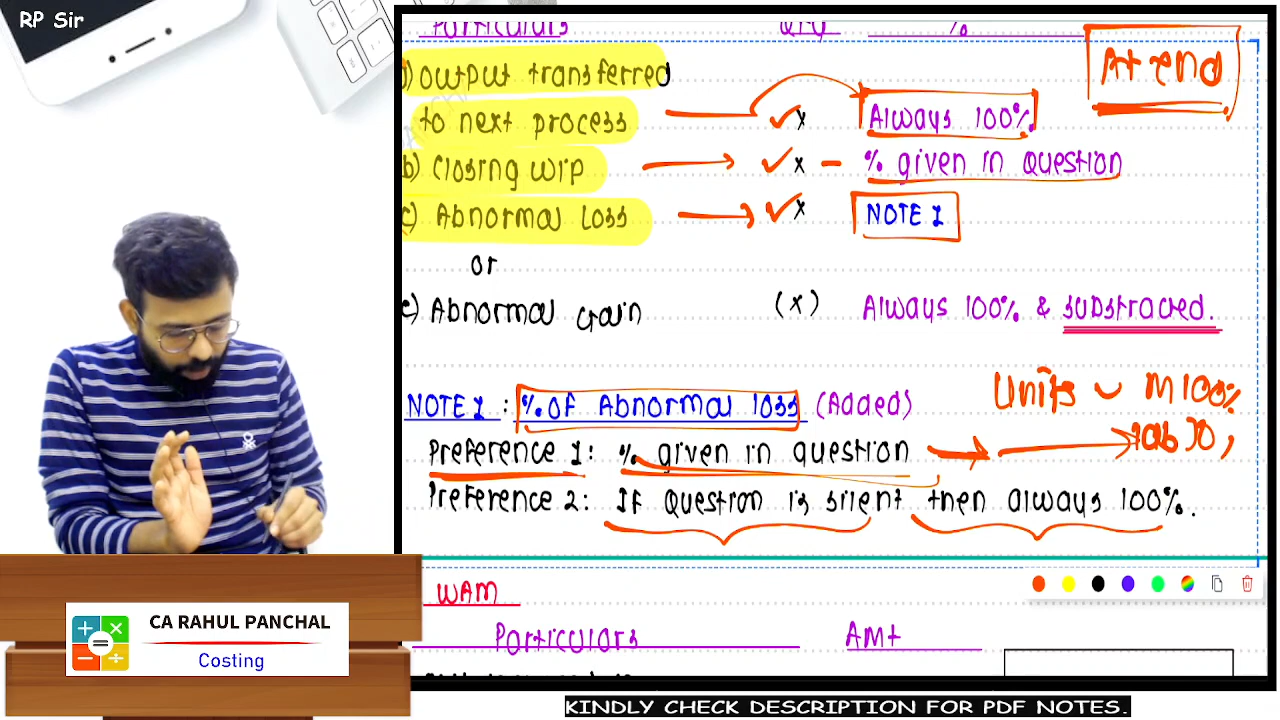 RP Sir
Particulars Qty %
At end
a) Output transferred
to next process x Always 100%.
b) Closing WIP x - % given in Question
c) Abnormal Loss x NOTE 1
or
c) Abnormal Gain (x) Always 100% & substracted.
Units M 100%
NOTE 1 : % of Abnormal loss (Added)
Preference 1: % given in question
Preference 2: If Question is silent then always 100%.
WAM
Particulars Amt
CA RAHUL PANCHAL
Costing
KINDLY CHECK DESCRIPTION FOR PDF NOTES.